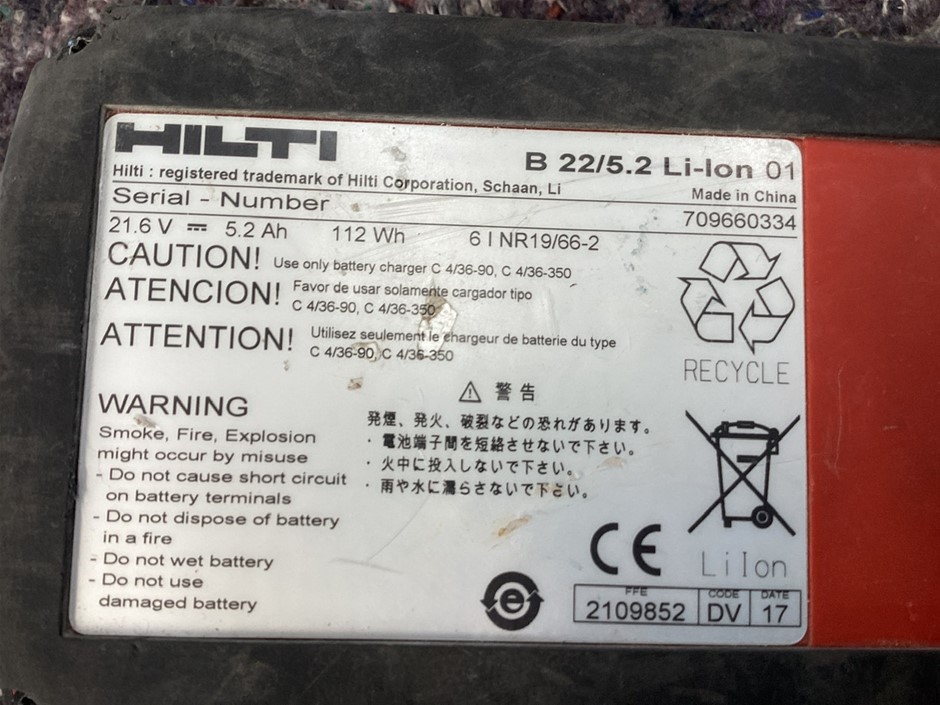 HILTI
B 22/5.2 Li-Ion 01
Hilti : registered trademark of Hilti Corporation, Schaan, Li
Made in China
Serial - Number
709660334
21.6 V ⎓ 5.2 Ah 112 Wh 6 I NR19/66-2
CAUTION! Use only battery charger C 4/36-90, C 4/36-350
ATENCION! Favor de usar solamente cargador tipo
C 4/36-90, C 4/36-350
ATTENTION! Utilisez seulement le chargeur de batterie du type
C 4/36-90, C 4/36-350
RECYCLE
WARNING
Smoke, Fire, Explosion
might occur by misuse
- Do not cause short circuit
on battery terminals
- Do not dispose of battery
in a fire
- Do not wet battery
- Do not use
damaged battery
⚠ 警告
発煙、発火、破裂などの恐れがあります。
・電池端子間を短絡させないで下さい。
・火中に投入しないで下さい。
・雨や水に濡らさないで下さい。
CE
Li Ion
e
FFE CODE DATE
2109852 DV 17